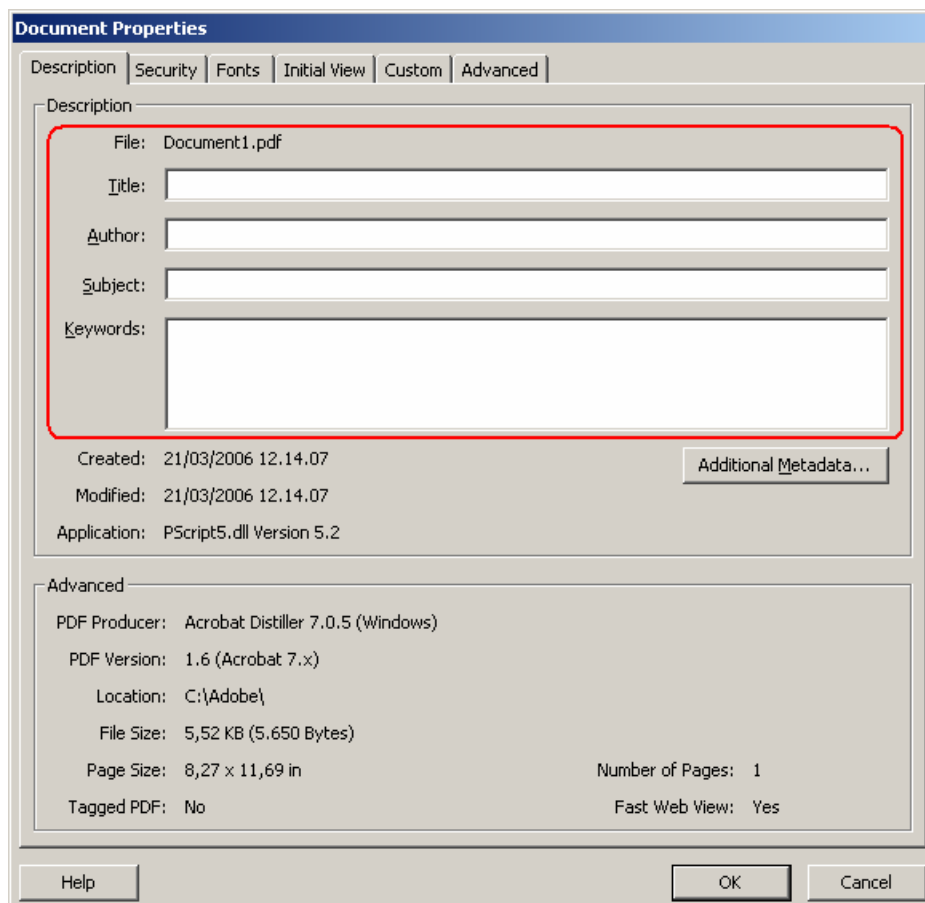 Document Properties
Description Security Fonts Initial View Custom Advanced
Description
File: Document1.pdf
Title:
Author:
Subject:
Keywords:
Created: 21/03/2006 12.14.07
Additional Metadata...
Modified: 21/03/2006 12.14.07
Application: PScript5.dll Version 5.2
Advanced
PDF Producer: Acrobat Distiller 7.0.5 (Windows)
PDF Version: 1.6 (Acrobat 7.x)
Location: C:\Adobe\
File Size: 5,52 KB (5.650 Bytes)
Page Size: 8,27 x 11,69 in Number of Pages: 1
Tagged PDF: No Fast Web View: Yes
Help OK Cancel